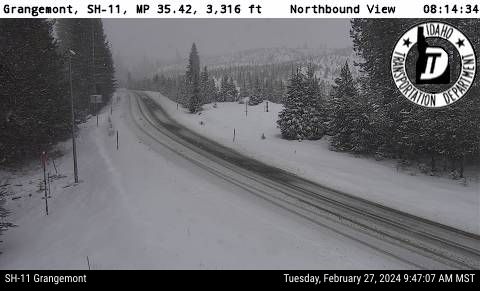 Grangemont, SH-11, MP 35.42, 3,316 ft Northbound View 08:14:34
IDAHO
TRANSPORTATION DEPARTMENT
SH-11 Grangemont Tuesday, February 27, 2024 9:47:07 AM MST